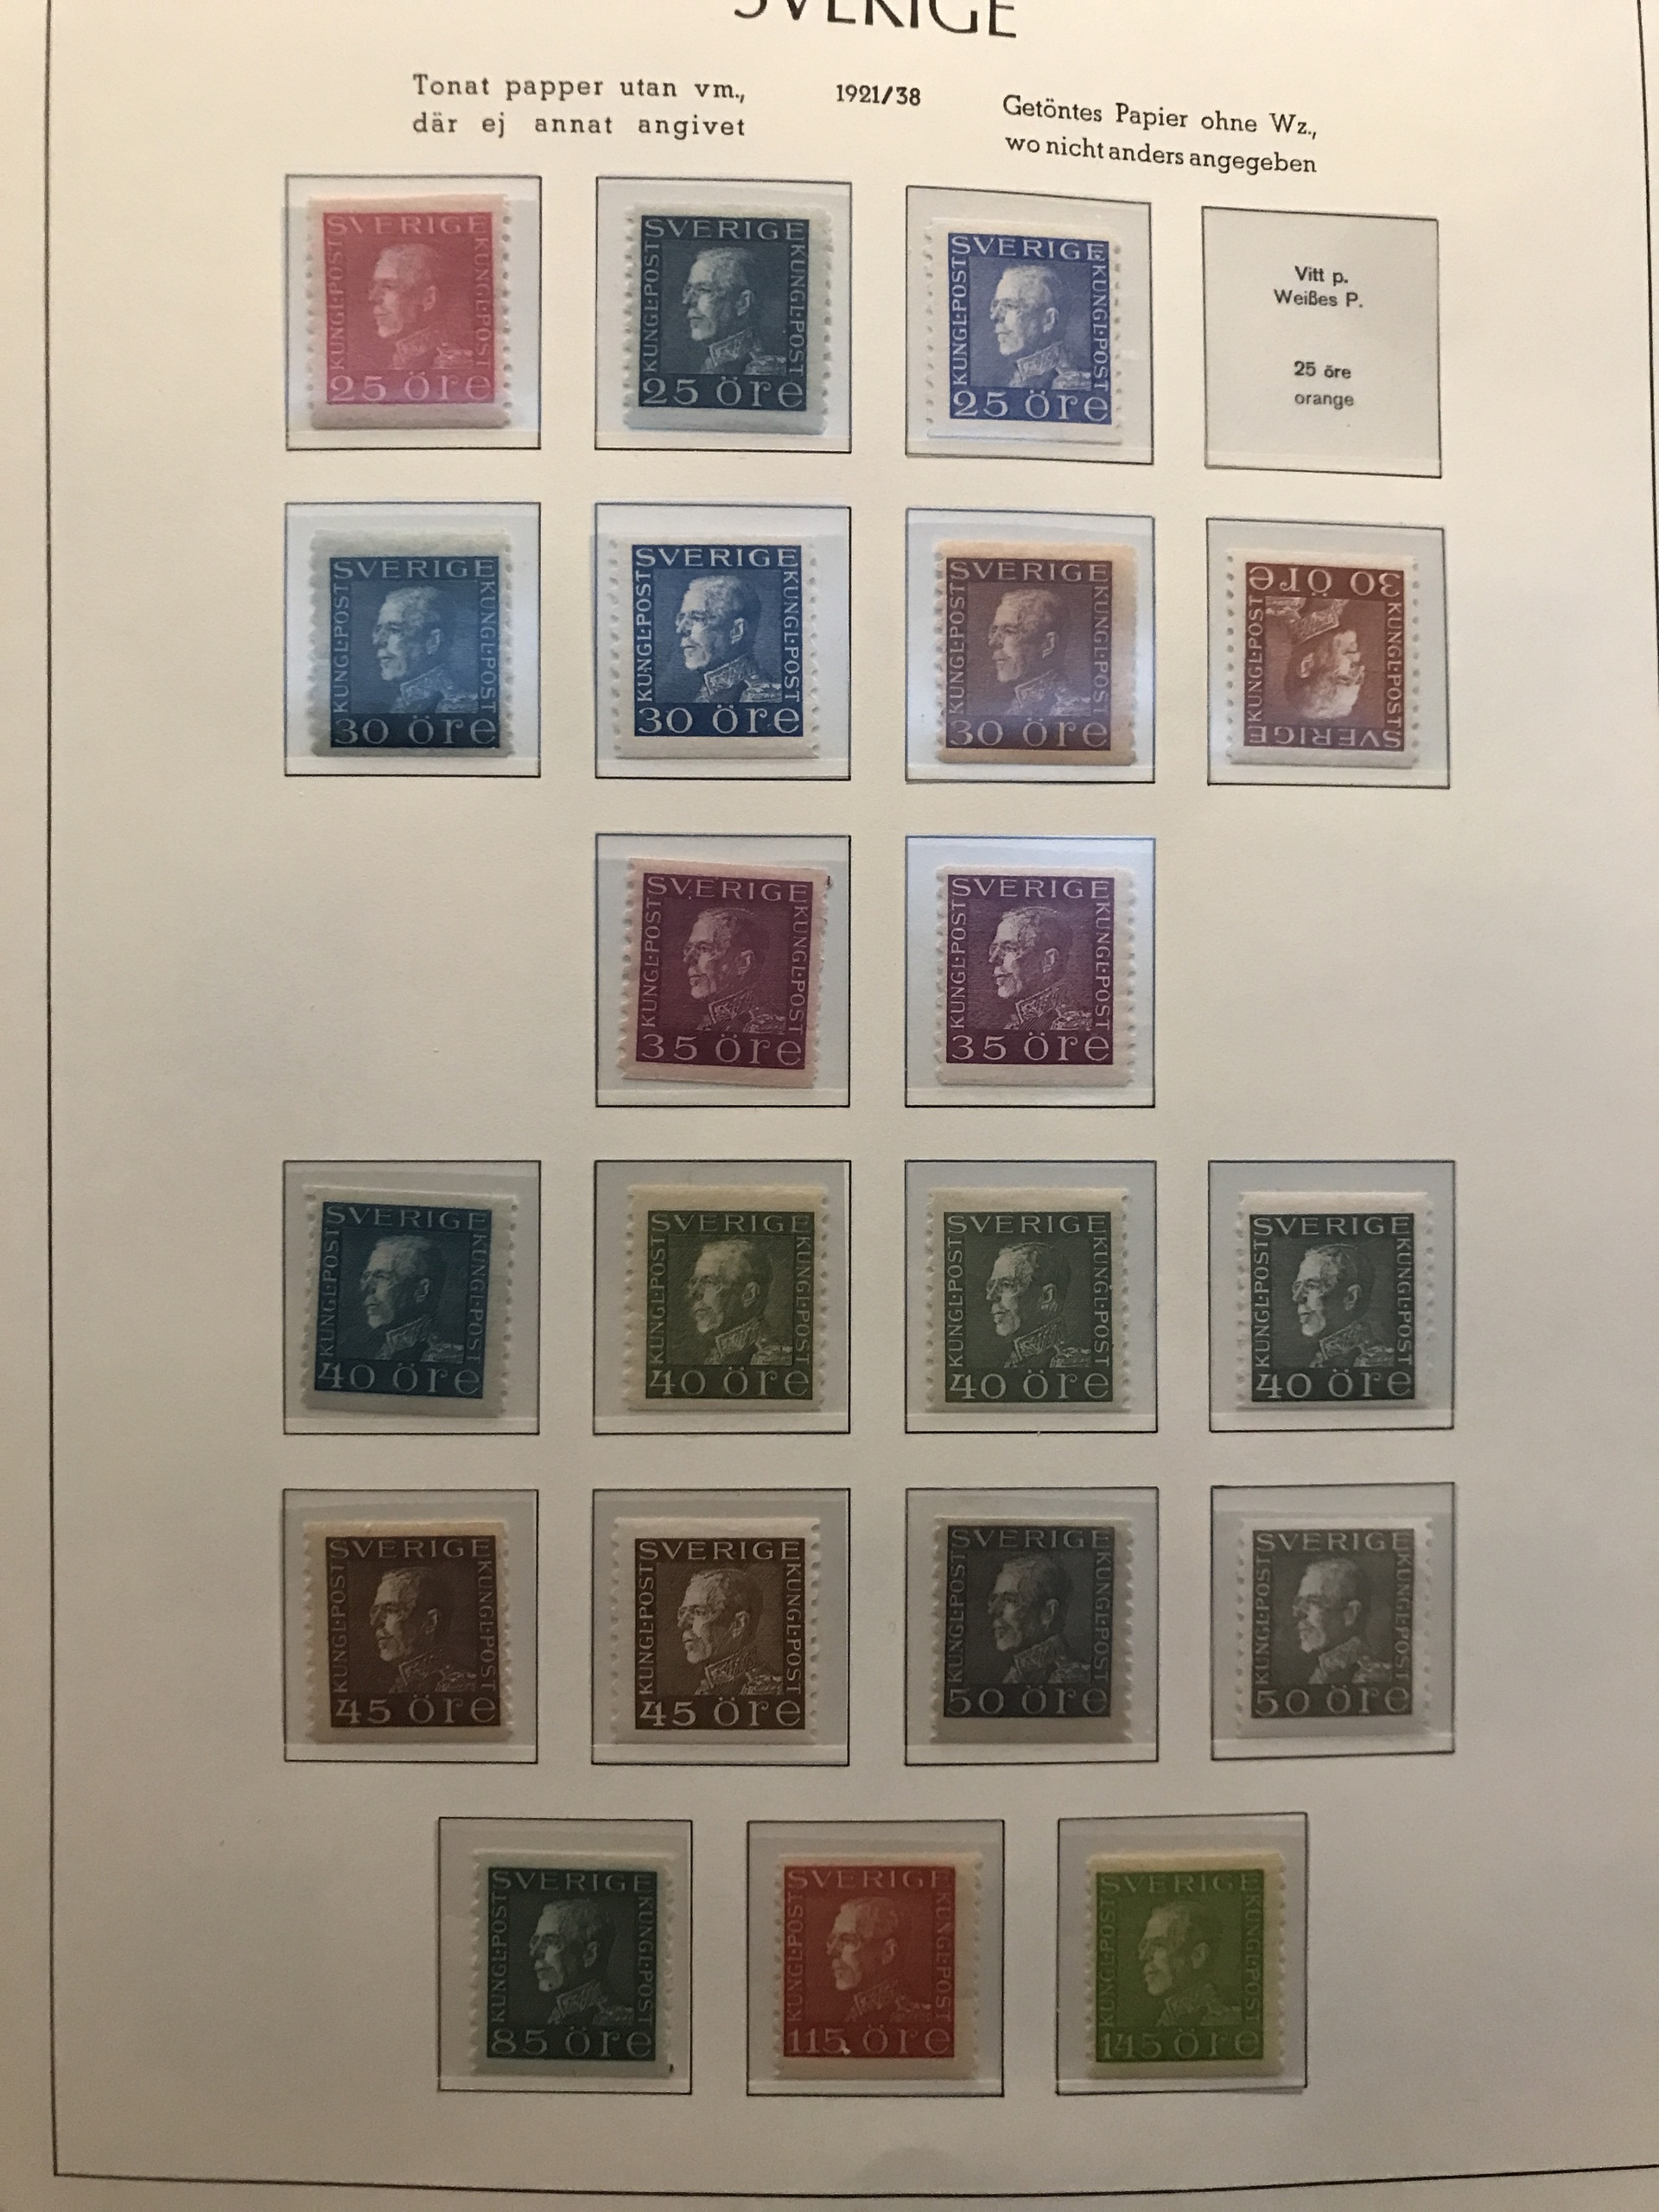 SVERIGE
Tonat papper utan vm.,
där ej annat angivet
1921/38
Getöntes Papier ohne Wz.,
wo nicht anders angegeben
SVERIGE
KUNGL·POST
KUNGL·POST
25 öre
SVERIGE
KUNGL·POST
KUNGL·POST
25 öre
SVERIGE
KUNGL·POST
KUNGL·POST
25 öre
Vitt p.
Weißes P.
25 öre
orange
SVERIGE
KUNGL·POST
KUNGL·POST
30 öre
SVERIGE
KUNGL·POST
KUNGL·POST
30 öre
SVERIGE
KUNGL·POST
KUNGL·POST
30 öre
30 öre
KUNGL·POST
KUNGL·POST
SVERIGE
SVERIGE
KUNGL·POST
KUNGL·POST
35 öre
SVERIGE
KUNGL·POST
KUNGL·POST
35 öre
SVERIGE
KUNGL·POST
KUNGL·POST
40 öre
SVERIGE
KUNGL·POST
KUNGL·POST
40 öre
SVERIGE
KUNGL·POST
KUNGL·POST
40 öre
SVERIGE
KUNGL·POST
KUNGL·POST
40 öre
SVERIGE
KUNGL·POST
KUNGL·POST
45 öre
SVERIGE
KUNGL·POST
KUNGL·POST
45 öre
SVERIGE
KUNGL·POST
KUNGL·POST
50 öre
SVERIGE
KUNGL·POST
KUNGL·POST
50 öre
SVERIGE
KUNGL·POST
KUNGL·POST
85 öre
SVERIGE
KUNGL·POST
KUNGL·POST
115 öre
SVERIGE
KUNGL·POST
KUNGL·POST
145 öre